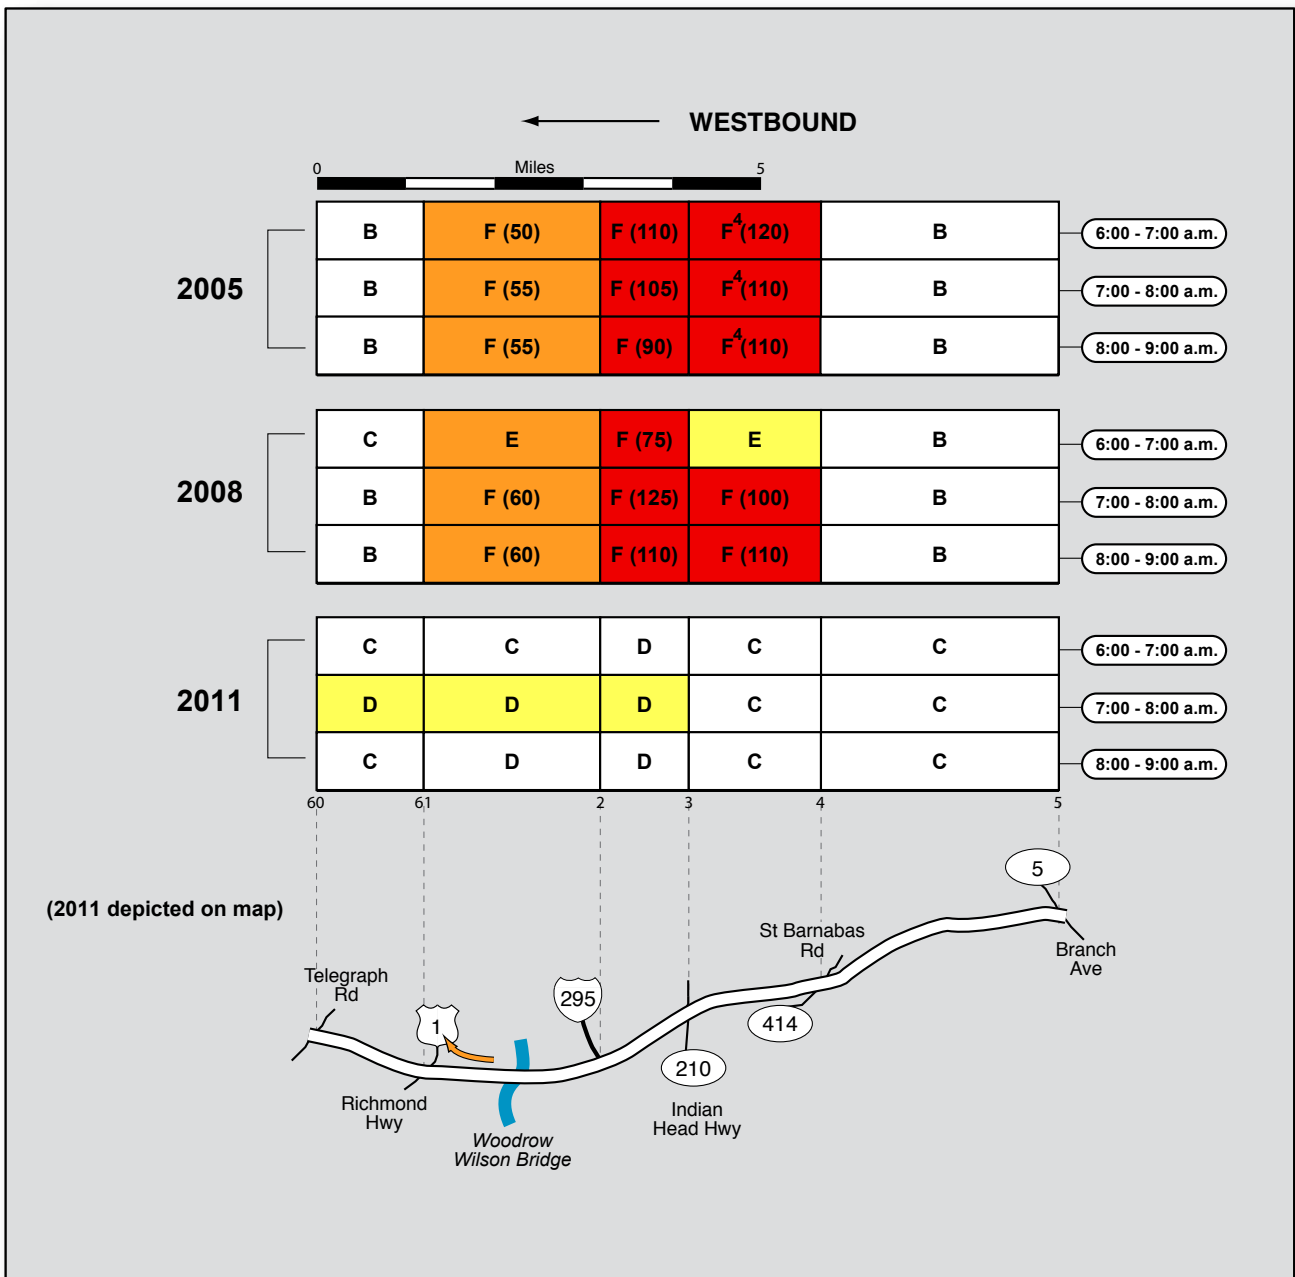 WESTBOUND
0 Miles 5
B F (50) F (110) F⁴(120) B 6:00 - 7:00 a.m.
2005 B F (55) F (105) F⁴(110) B 7:00 - 8:00 a.m.
B F (55) F (90) F⁴(110) B 8:00 - 9:00 a.m.
C E F (75) E B 6:00 - 7:00 a.m.
2008 B F (60) F (125) F (100) B 7:00 - 8:00 a.m.
B F (60) F (110) F (110) B 8:00 - 9:00 a.m.
C C D C C 6:00 - 7:00 a.m.
2011 D D D C C 7:00 - 8:00 a.m.
C D D C C 8:00 - 9:00 a.m.
60 61 2 3 4 5
5
(2011 depicted on map)
St Barnabas
Rd
Branch
Ave
Telegraph
Rd
295
1
414
210
Richmond
Hwy
Indian
Head Hwy
Woodrow
Wilson Bridge